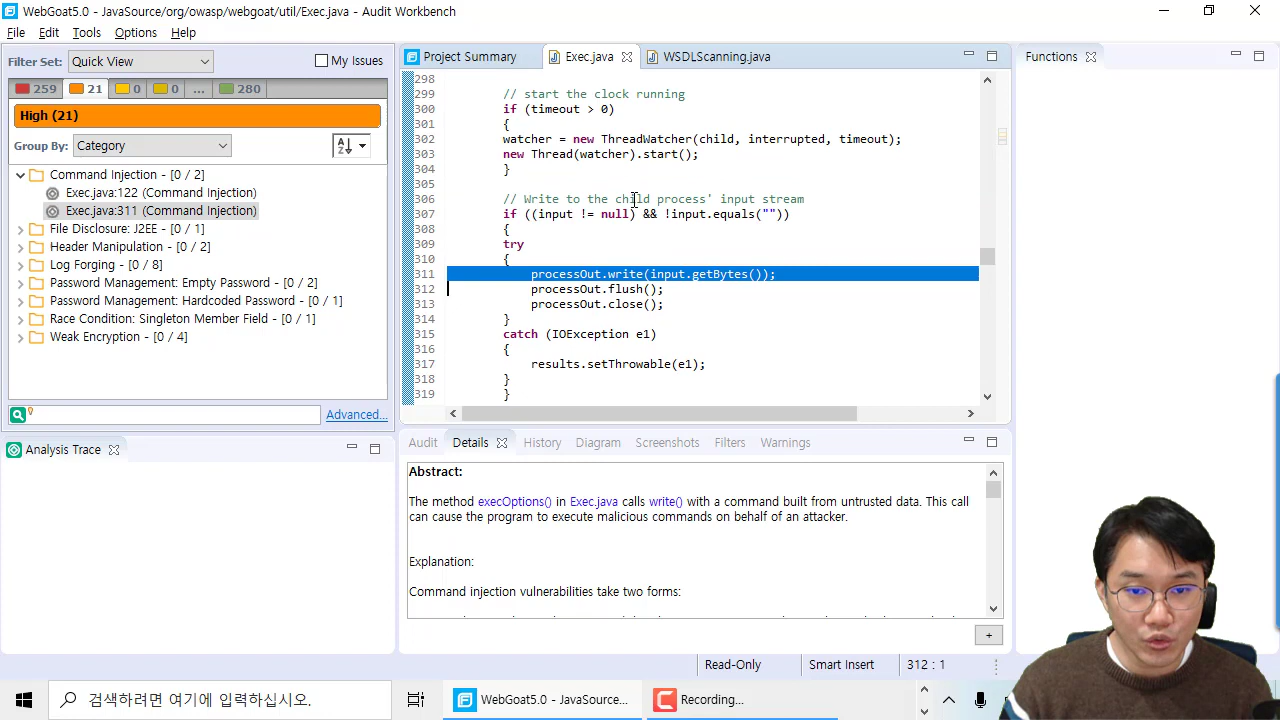 WebGoat5.0 - JavaSource/org/owasp/webgoat/util/Exec.java - Audit Workbench
File Edit Tools Options Help
Filter Set: Quick View My Issues
259 21 0 0 ... 280
High (21)
Group By: Category
Command Injection - [0 / 2]
Exec.java:122 (Command Injection)
Exec.java:311 (Command Injection)
File Disclosure: J2EE - [0 / 1]
Header Manipulation - [0 / 2]
Log Forging - [0 / 8]
Password Management: Empty Password - [0 / 2]
Password Management: Hardcoded Password - [0 / 1]
Race Condition: Singleton Member Field - [0 / 1]
Weak Encryption - [0 / 4]
Advanced...
Analysis Trace
Project Summary Exec.java WSDLScanning.java
298
299 // start the clock running
300 if (timeout > 0)
301 {
302 watcher = new ThreadWatcher(child, interrupted, timeout);
303 new Thread(watcher).start();
304 }
305
306 // Write to the child process' input stream
307 if ((input != null) && !input.equals(""))
308 {
309 try
310 {
311 processOut.write(input.getBytes());
312 processOut.flush();
313 processOut.close();
314 }
315 catch (IOException e1)
316 {
317 results.setThrowable(e1);
318 }
319 }
Audit Details History Diagram Screenshots Filters Warnings
Abstract:
The method execOptions() in Exec.java calls write() with a command built from untrusted data. This call
can cause the program to execute malicious commands on behalf of an attacker.
Explanation:
Command injection vulnerabilities take two forms:
+
Functions
Read-Only Smart Insert 312 : 1
검색하려면 여기에 입력하십시오.
WebGoat5.0 - JavaSource...
Recording...